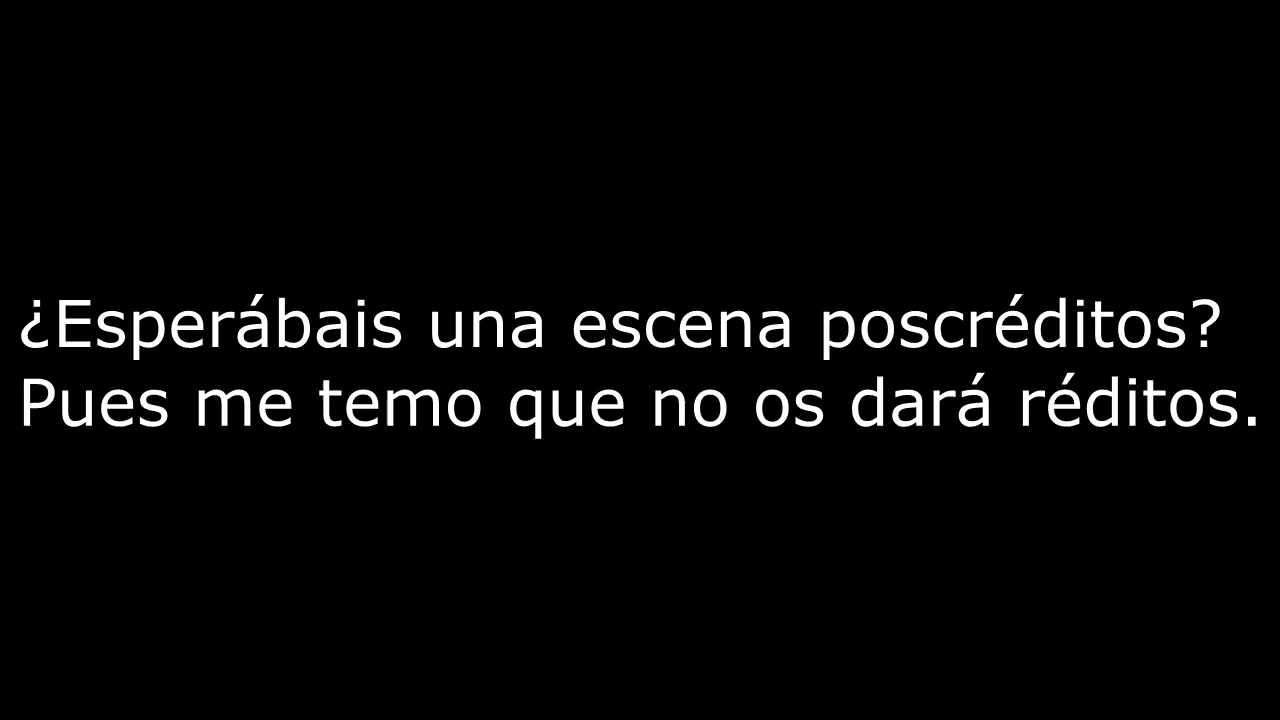 ¿Esperábais una escena poscréditos?
Pues me temo que no os dará réditos.